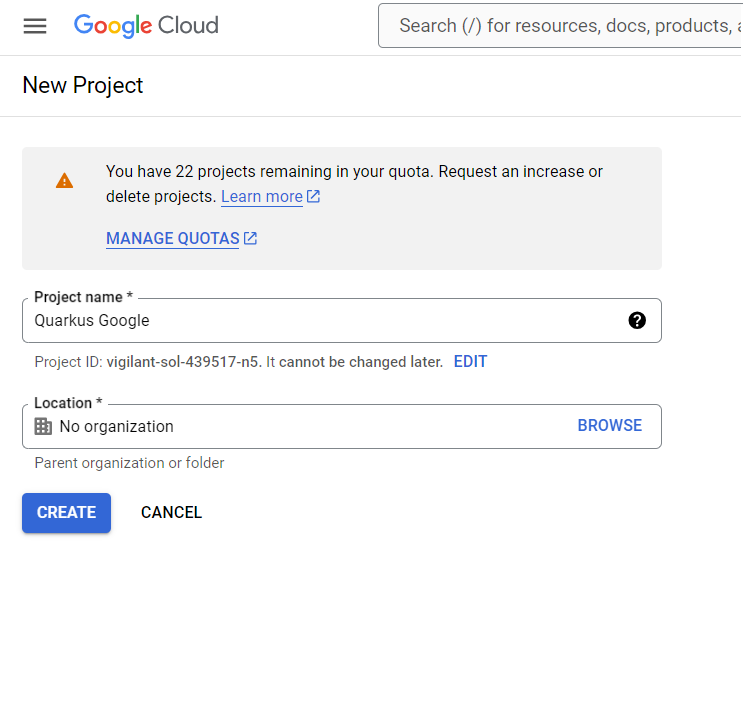 Google Cloud
Search (/) for resources, docs, products,
New Project
You have 22 projects remaining in your quota. Request an increase or
delete projects. Learn more
MANAGE QUOTAS
Project name *
Quarkus Google
Project ID: vigilant-sol-439517-n5. It cannot be changed later. EDIT
Location *
No organization BROWSE
Parent organization or folder
CREATE CANCEL